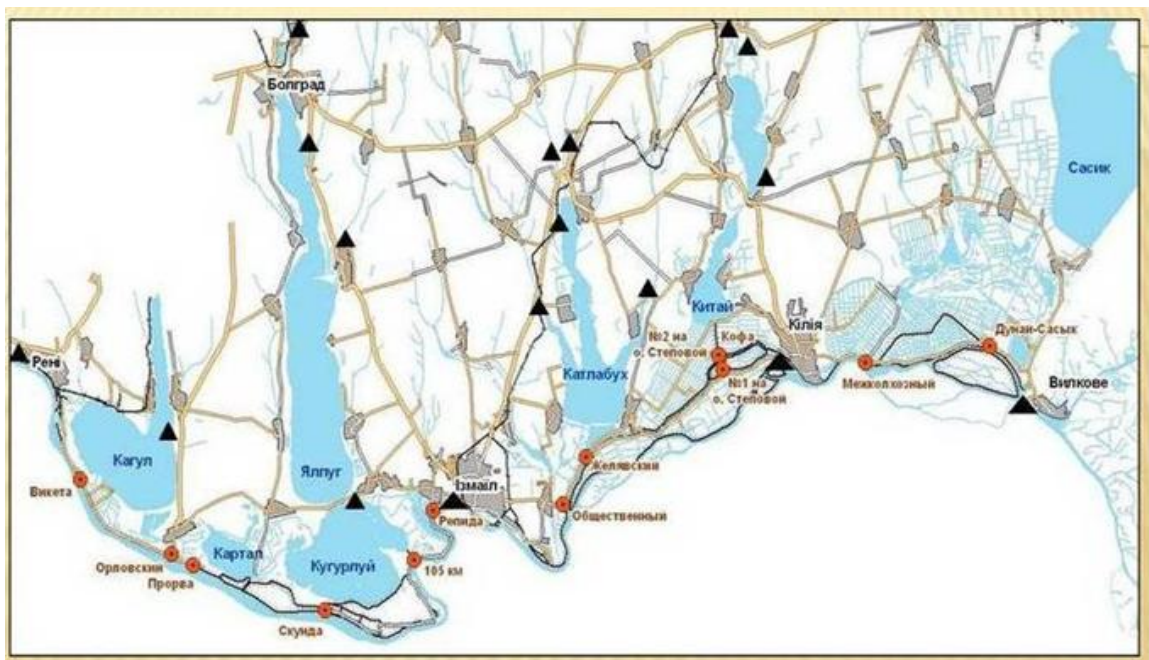 Болград
Сасик
Китай
№2 на
о. Степовой
Кофа
Кілія
Дунай-Сасык
Рені
Катлабух
№1 на
о. Степовой
Межколхозный
Вилкове
Кагул
Ялпуг
Желявский
Ізмаіл
Викета
Репида
Общественный
Орловский
Картал
Кугурлуй
105 км
Прорва
Скунда